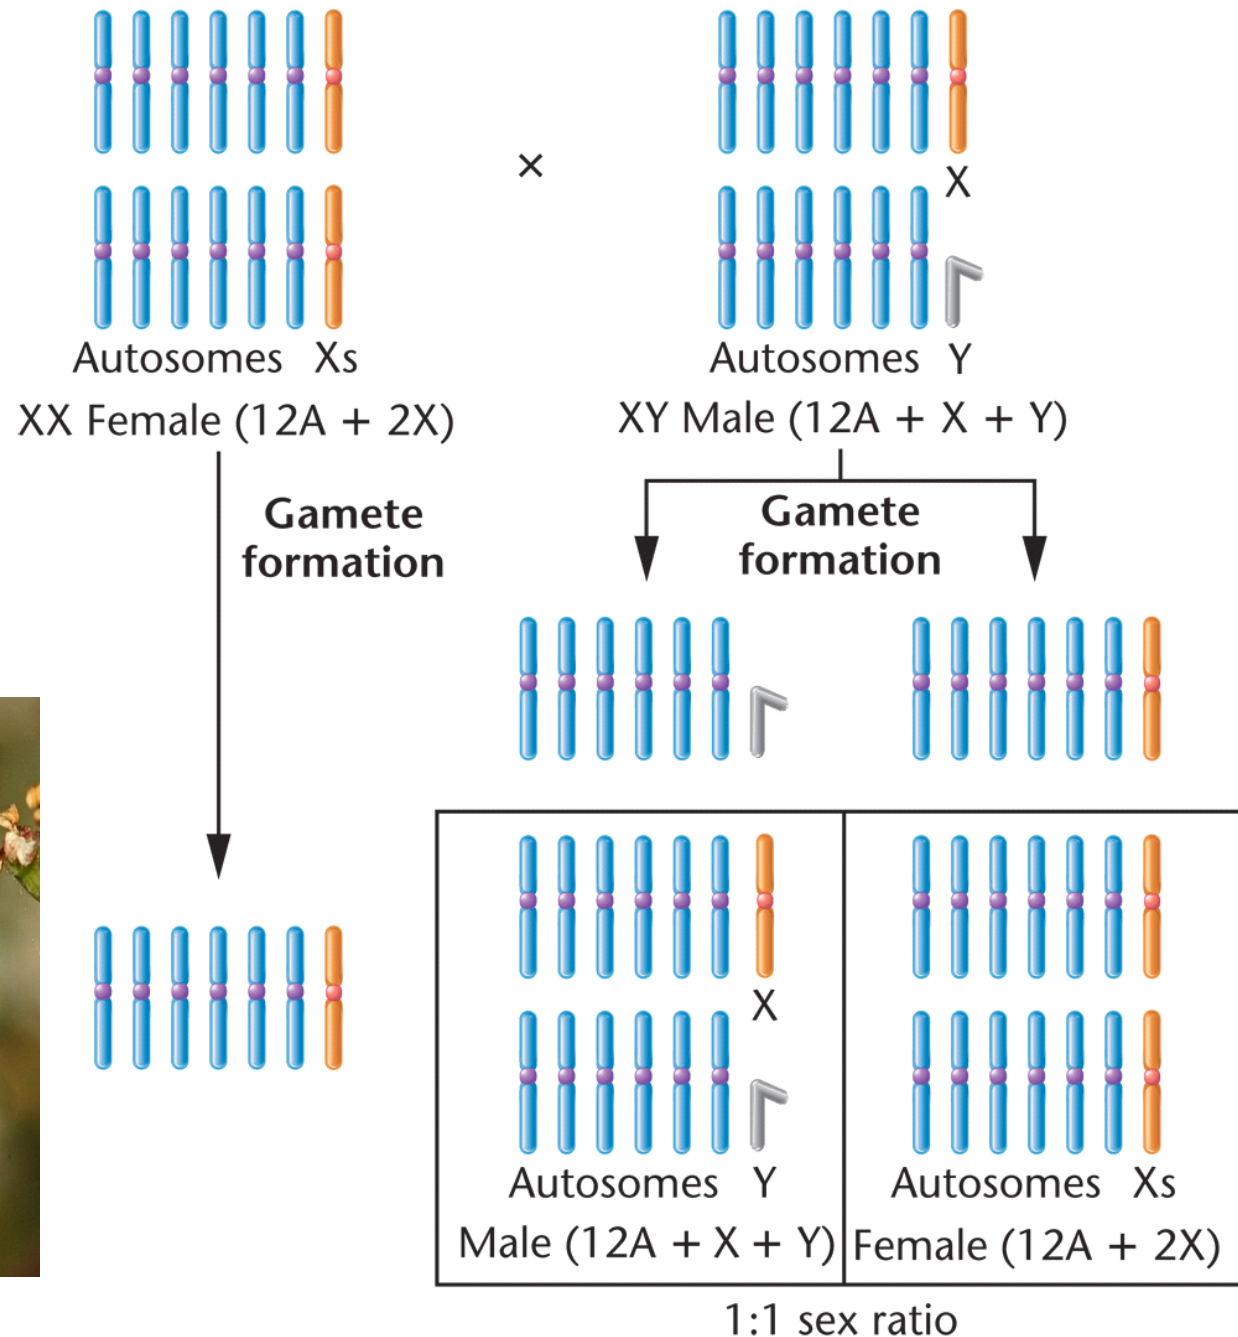 ×
X
Autosomes Xs
Autosomes Y
XX Female (12A + 2X)
XY Male (12A + X + Y)
Gamete
formation
Gamete
formation
X
Autosomes Y
Autosomes Xs
Male (12A + X + Y)
Female (12A + 2X)
1:1 sex ratio